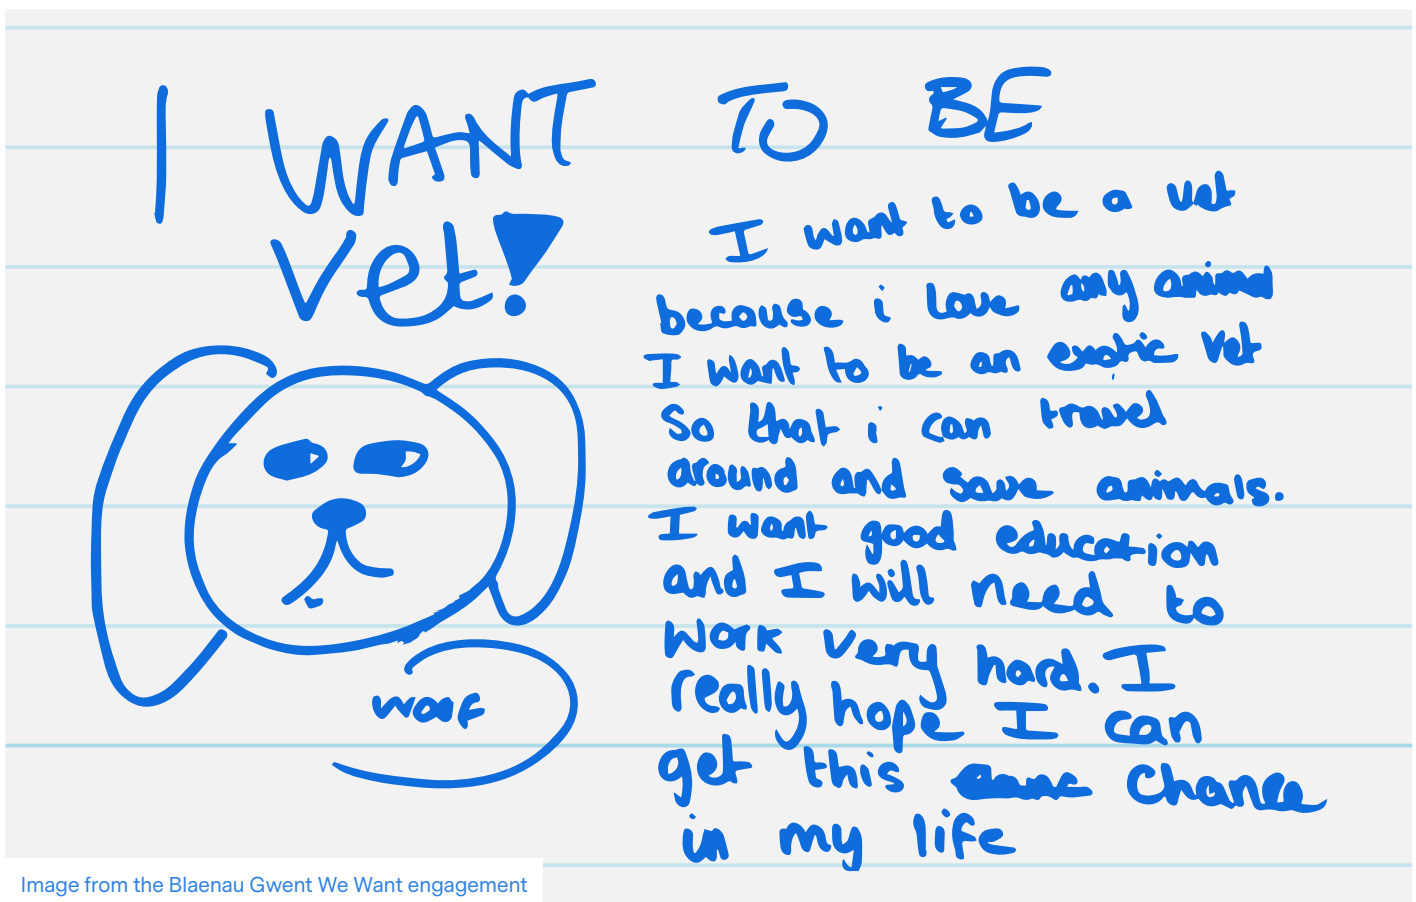 I WANT TO BE
vet!
I want to be a vet
because i love any animal
I want to be an exotic vet
So that i can travel
around and save animals.
I want good education
and I will need to
work very hard. I
really hope I can
get this chance
in my life
woof
Image from the Blaenau Gwent We Want engagement